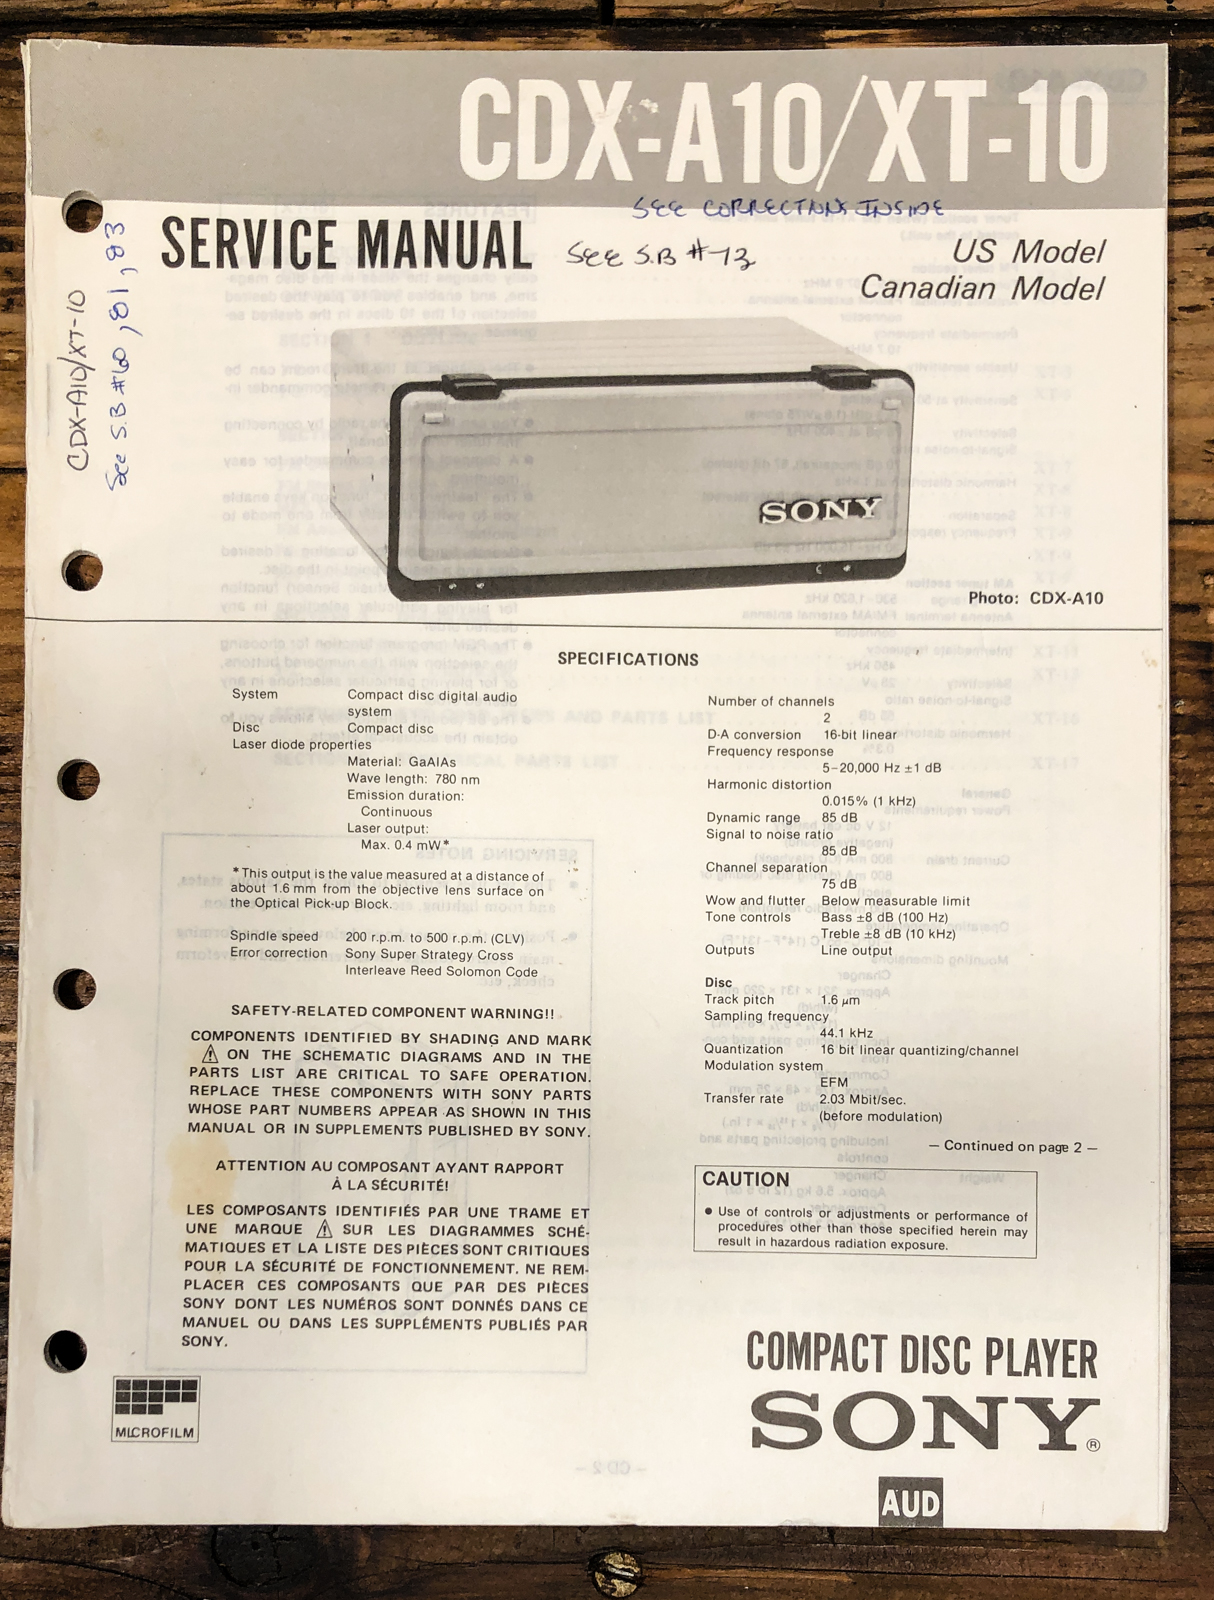 CDX-A10/XT-10
SEE CORRECTIONS INSIDE
SERVICE MANUAL
SEE S.B #73
US Model
Canadian Model
CDX-A10/XT-10
See S.B #60, 81, 83
SONY
Photo: CDX-A10
SPECIFICATIONS
System Compact disc digital audio
system
Disc Compact disc
Laser diode properties
Material: GaAlAs
Wave length: 780 nm
Emission duration:
Continuous
Laser output:
Max. 0.4 mW*
*This output is the value measured at a distance of
about 1.6 mm from the objective lens surface on
the Optical Pick-up Block.
Spindle speed 200 r.p.m. to 500 r.p.m. (CLV)
Error correction Sony Super Strategy Cross
Interleave Reed Solomon Code
SAFETY-RELATED COMPONENT WARNING!!
COMPONENTS IDENTIFIED BY SHADING AND MARK
⚠ ON THE SCHEMATIC DIAGRAMS AND IN THE
PARTS LIST ARE CRITICAL TO SAFE OPERATION.
REPLACE THESE COMPONENTS WITH SONY PARTS
WHOSE PART NUMBERS APPEAR AS SHOWN IN THIS
MANUAL OR IN SUPPLEMENTS PUBLISHED BY SONY.
ATTENTION AU COMPOSANT AYANT RAPPORT
À LA SÉCURITÉ!
LES COMPOSANTS IDENTIFIÉS PAR UNE TRAME ET
UNE MARQUE ⚠ SUR LES DIAGRAMMES SCHÉ-
MATIQUES ET LA LISTE DES PIÈCES SONT CRITIQUES
POUR LA SÉCURITÉ DE FONCTIONNEMENT. NE REM-
PLACER CES COMPOSANTS QUE PAR DES PIÈCES
SONY DONT LES NUMÉROS SONT DONNÉS DANS CE
MANUEL OU DANS LES SUPPLÉMENTS PUBLIÉS PAR
SONY.
MICROFILM
Number of channels
2
D-A conversion 16-bit linear
Frequency response
5–20,000 Hz ±1 dB
Harmonic distortion
0.015% (1 kHz)
Dynamic range 85 dB
Signal to noise ratio
85 dB
Channel separation
75 dB
Wow and flutter Below measurable limit
Tone controls Bass ±8 dB (100 Hz)
Treble ±8 dB (10 kHz)
Outputs Line output
Disc
Track pitch 1.6 μm
Sampling frequency
44.1 kHz
Quantization 16 bit linear quantizing/channel
Modulation system
EFM
Transfer rate 2.03 Mbit/sec.
(before modulation)
— Continued on page 2 —
CAUTION
● Use of controls or adjustments or performance of
procedures other than those specified herein may
result in hazardous radiation exposure.
COMPACT DISC PLAYER
SONY®
AUD